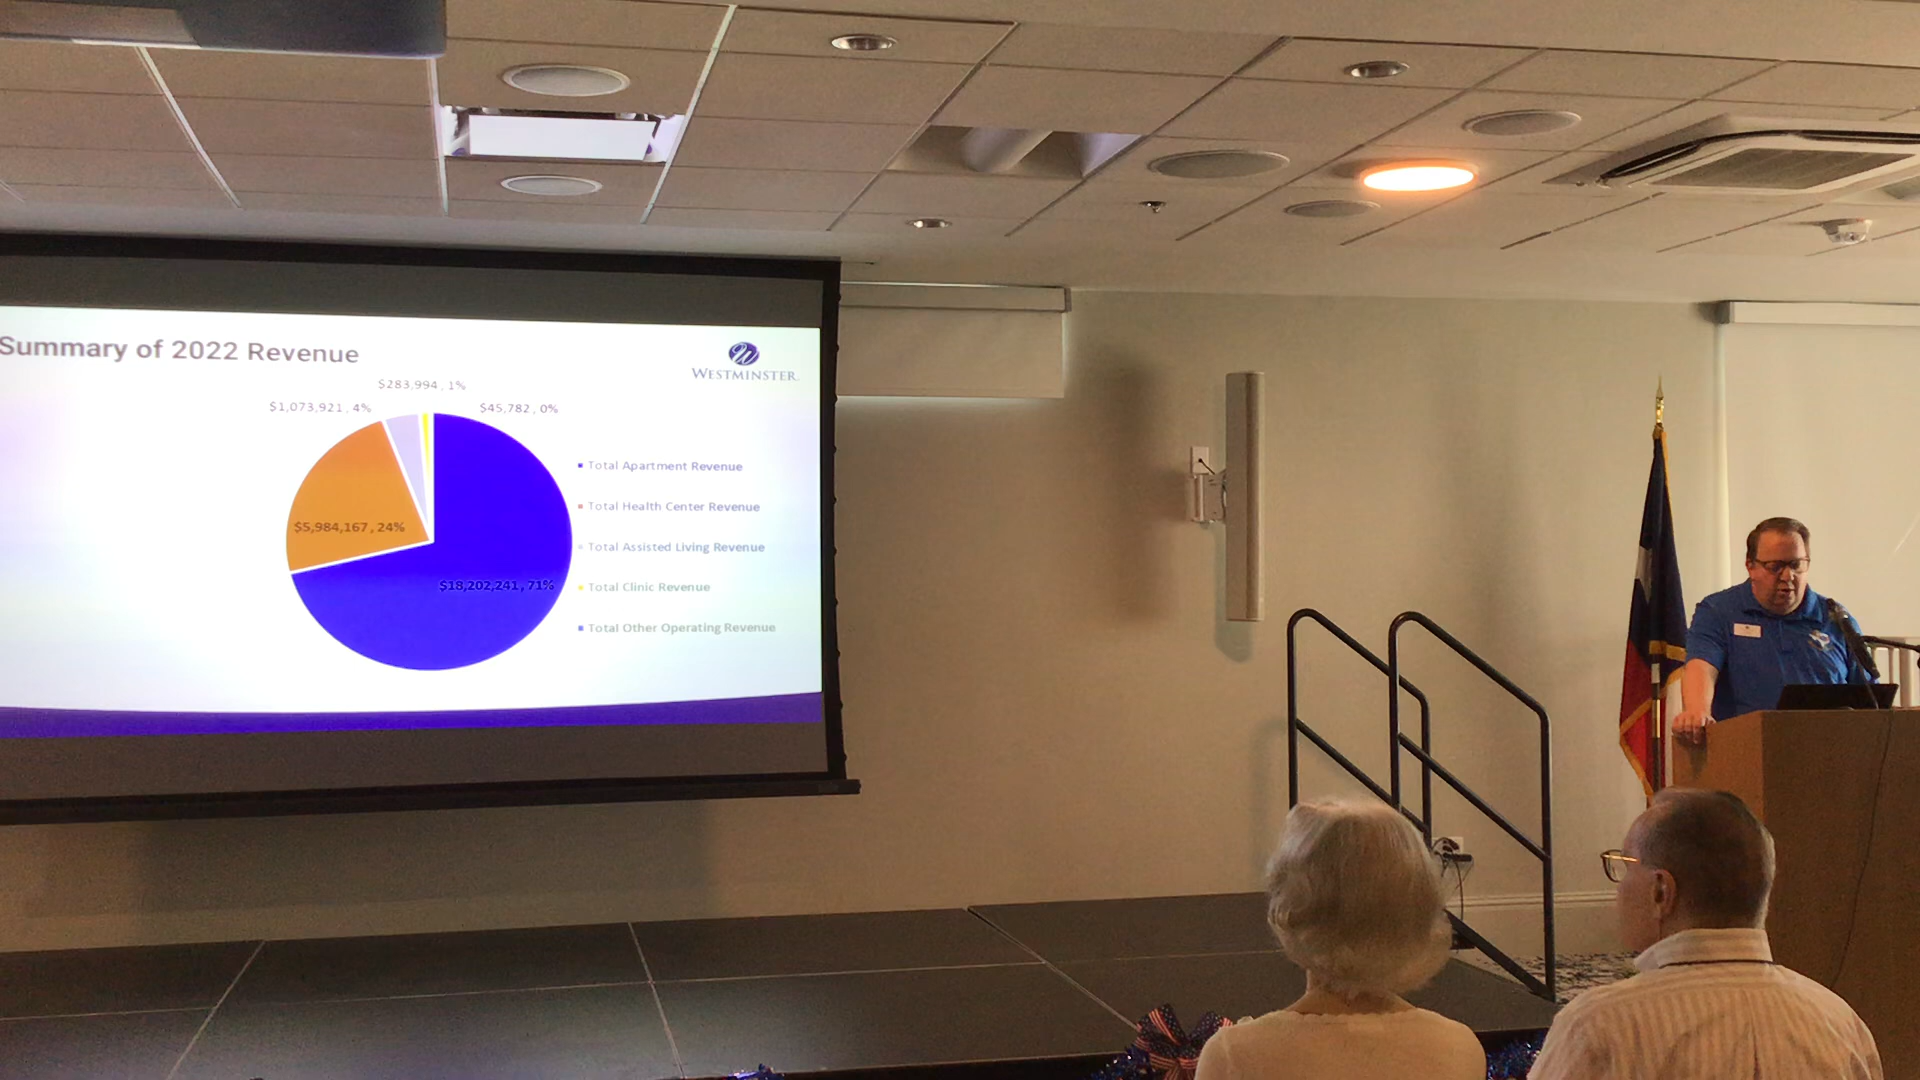 Summary of 2022 Revenue
W
WESTMINSTER
$283,994 , 1%
$1,073,921 , 4%
$45,782 , 0%
$5,984,167 , 24%
$18,202,241 , 71%
Total Apartment Revenue
Total Health Center Revenue
Total Assisted Living Revenue
Total Clinic Revenue
Total Other Operating Revenue